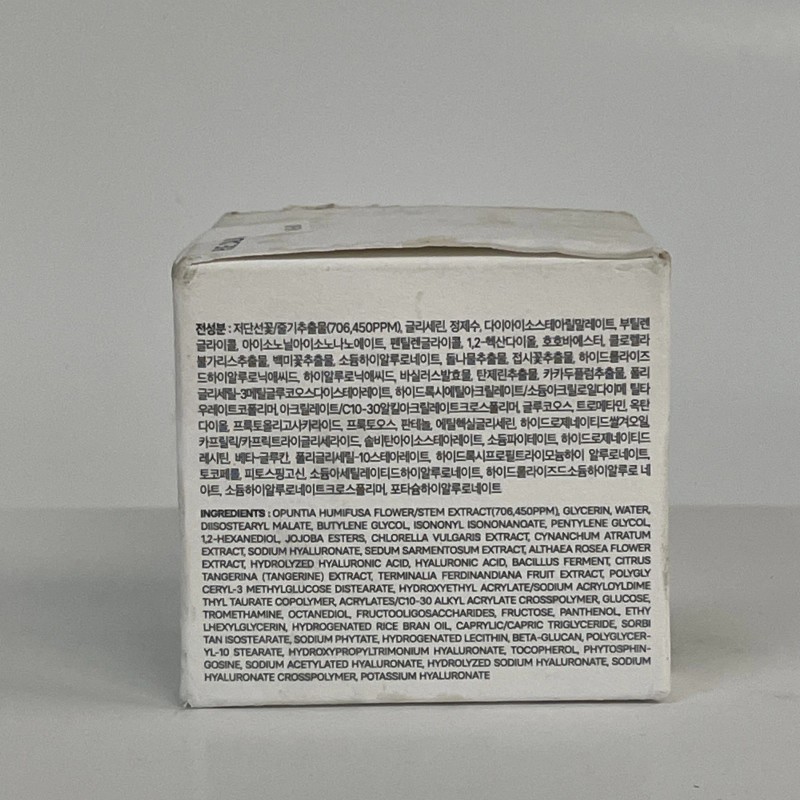 전성분 : 저단선꽃/줄기추출물(706,450PPM), 글리세린, 정제수, 다이아이소스테아릴말레이트, 부틸렌
글라이콜, 아이소노닐아이소노나노에이트, 펜틸렌글라이콜, 1,2-헥산다이올, 호호바에스터, 클로렐라
불가리스추출물, 백미꽃추출물, 소듐하이알루로네이트, 돌나물추출물, 접시꽃추출물, 하이드롤라이즈
드하이알루로닉애씨드, 하이알루로닉애씨드, 바실러스발효물, 탄제린추출물, 카카두플럼추출물, 폴리
글리세릴-3메틸글루코오스다이스테아레이트, 하이드록시에틸아크릴레이트/소듐아크릴로일다이메 틸타
우레이트코폴리머, 아크릴레이트/C10-30알킬아크릴레이트크로스폴리머, 글루코오스, 트로메타민, 옥탄
다이올, 프룩토올리고사카라이드, 프룩토오스, 판테놀, 에틸헥실글리세린, 하이드로제네이티드쌀겨오일,
카프릴릭/카프릭트라이글리세라이드, 솔비탄아이소스테아레이트, 소듐파이테이트, 하이드로제네이티드
레시틴, 베타-글루칸, 폴리글리세릴-10스테아레이트, 하이드록시프로필트라이모늄하이 알루로네이트,
토코페롤, 피토스핑고신, 소듐아세틸레이티드하이알루로네이트, 하이드롤라이즈드소듐하이알루로 네
이트, 소듐하이알루로네이트크로스폴리머, 포타슘하이알루로네이트
INGREDIENTS : OPUNTIA HUMIFUSA FLOWER/STEM EXTRACT(706,450PPM), GLYCERIN, WATER,
DIISOSTEARYL MALATE, BUTYLENE GLYCOL, ISONONYL ISONONANOATE, PENTYLENE GLYCOL,
1,2-HEXANEDIOL, JOJOBA ESTERS, CHLORELLA VULGARIS EXTRACT, CYNANCHUM ATRATUM
EXTRACT, SODIUM HYALURONATE, SEDUM SARMENTOSUM EXTRACT, ALTHAEA ROSEA FLOWER
EXTRACT, HYDROLYZED HYALURONIC ACID, HYALURONIC ACID, BACILLUS FERMENT, CITRUS
TANGERINA (TANGERINE) EXTRACT, TERMINALIA FERDINANDIANA FRUIT EXTRACT, POLYGLY
CERYL-3 METHYLGLUCOSE DISTEARATE, HYDROXYETHYL ACRYLATE/SODIUM ACRYLOYLDIME
THYL TAURATE COPOLYMER, ACRYLATES/C10-30 ALKYL ACRYLATE CROSSPOLYMER, GLUCOSE,
TROMETHAMINE, OCTANEDIOL, FRUCTOOLIGOSACCHARIDES, FRUCTOSE, PANTHENOL, ETHY
LHEXYLGLYCERIN, HYDROGENATED RICE BRAN OIL, CAPRYLIC/CAPRIC TRIGLYCERIDE, SORBI
TAN ISOSTEARATE, SODIUM PHYTATE, HYDROGENATED LECITHIN, BETA-GLUCAN, POLYGLYCER-
YL-10 STEARATE, HYDROXYPROPYLTRIMONIUM HYALURONATE, TOCOPHEROL, PHYTOSPHIN-
GOSINE, SODIUM ACETYLATED HYALURONATE, HYDROLYZED SODIUM HYALURONATE, SODIUM
HYALURONATE CROSSPOLYMER, POTASSIUM HYALURONATE